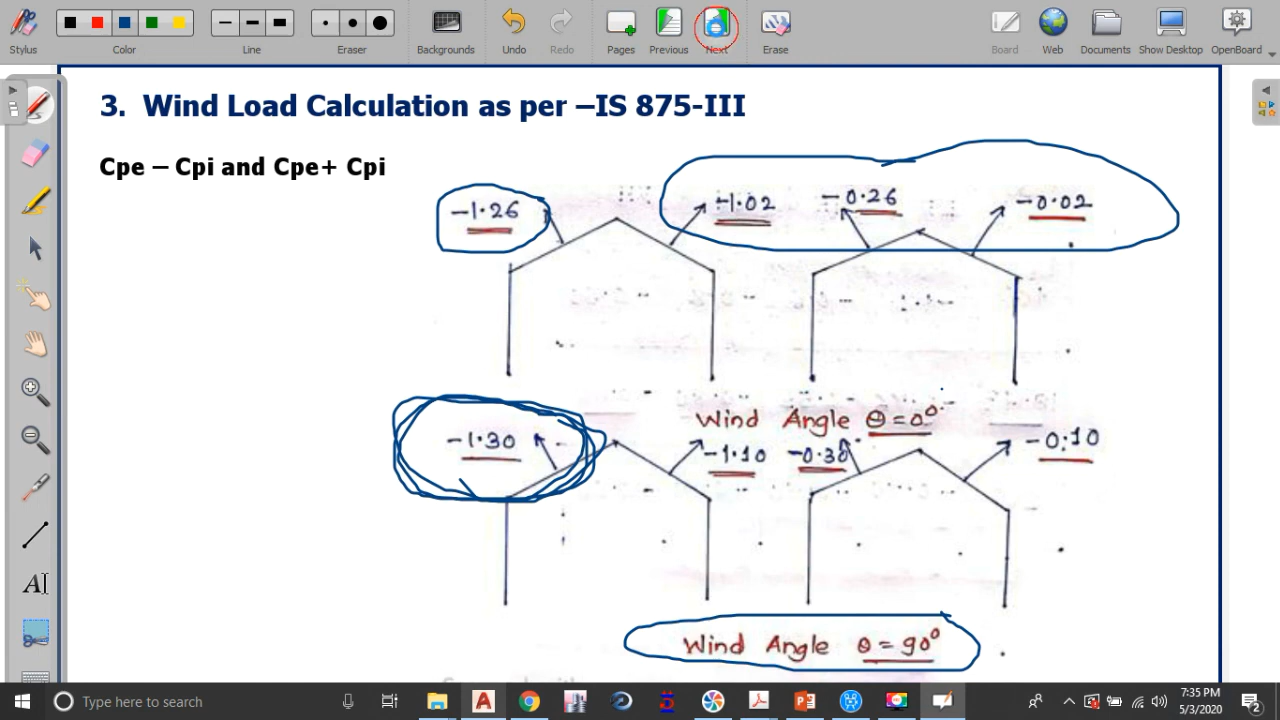 Stylus
Color
Line
Eraser
Backgrounds
Undo
Redo
Pages
Previous
Next
Erase
Board
Web
Documents
Show Desktop
OpenBoard
3. Wind Load Calculation as per –IS 875-III
Cpe – Cpi and Cpe+ Cpi
-1.26
-1.02
-0.26
-0.02
Wind Angle θ=0°
-1.30
-1.10
-0.30
-0.10
Wind Angle θ=90°
Type here to search
7:35 PM
5/3/2020
2